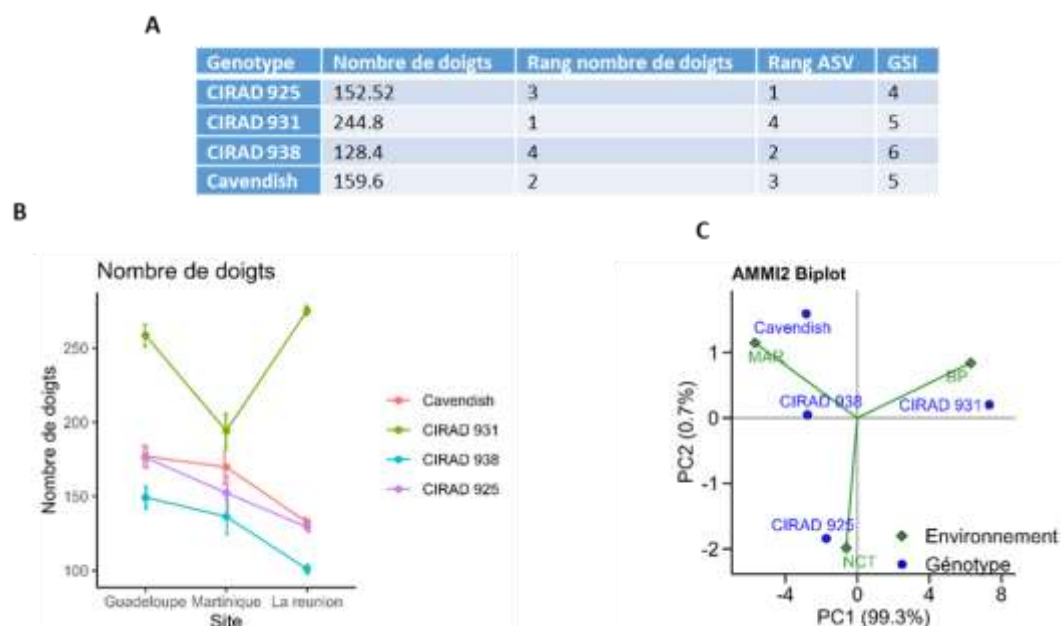 A
Genotype Nombre de doigts Rang nombre de doigts Rang ASV GSI
CIRAD 925 152.52 3 1 4
CIRAD 931 244.8 1 4 5
CIRAD 938 128.4 4 2 6
Cavendish 159.6 2 3 5
B
Nombre de doigts
Nombre de doigts
250
200
150
100
Guadeloupe Martinique La reunion
Site
Cavendish
CIRAD 931
CIRAD 938
CIRAD 925
C
AMMI2 Biplot
PC2 (0.7%)
1
0
-1
-2
Cavendish
MAR
BP
CIRAD 938
CIRAD 931
CIRAD 925
NCT
Environnement
Génotype
-4 0 4 8
PC1 (99.3%)